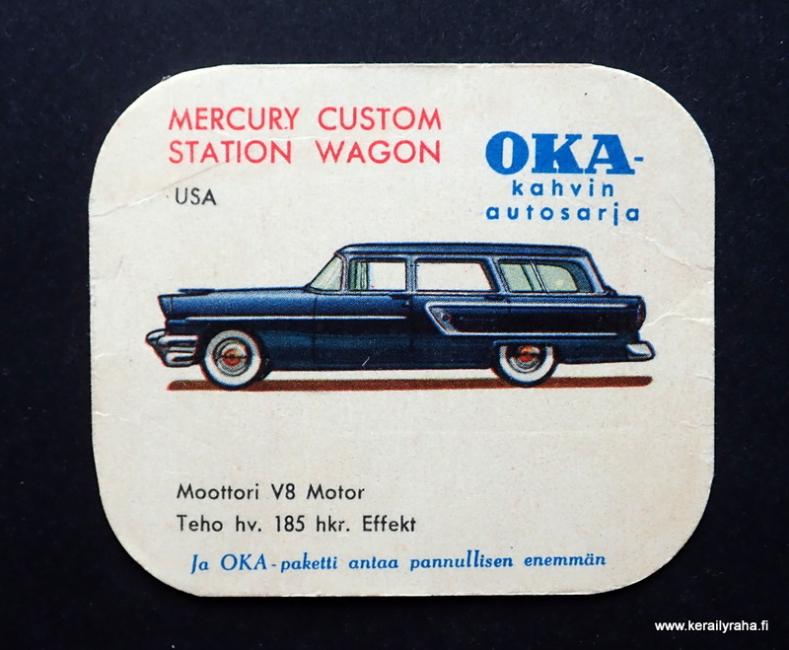 MERCURY CUSTOM
STATION WAGON
USA
OKA-
kahvin
autosarja
Moottori V8 Motor
Teho hv. 185 hkr. Effekt
Ja OKA-paketti antaa pannullisen enemmän
www.kerailyraha.fi